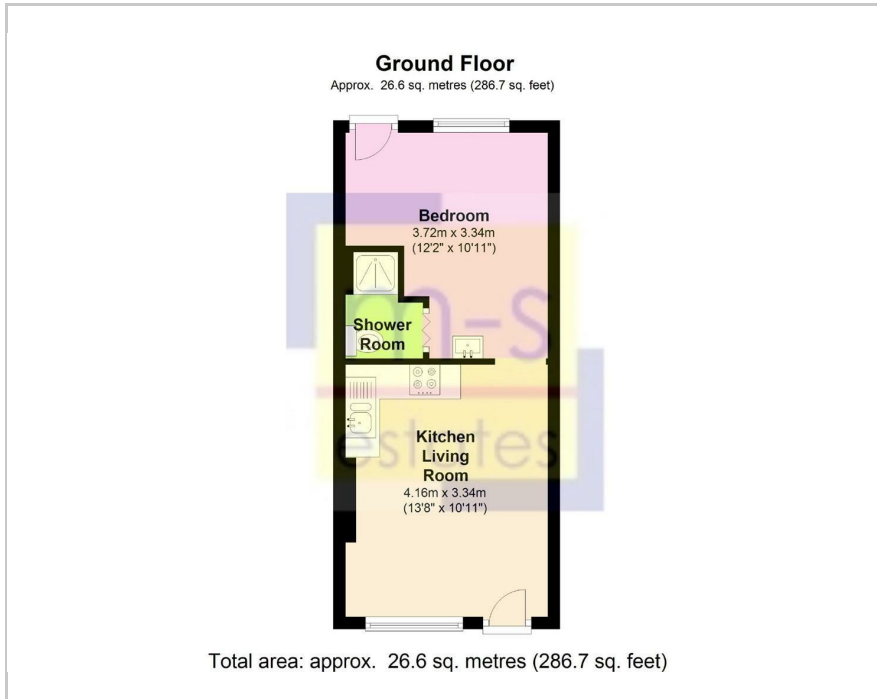 Ground Floor
Approx. 26.6 sq. metres (286.7 sq. feet)
Bedroom
3.72m x 3.34m
(12'2" x 10'11")
m-s
Shower
Room
estates
Kitchen
Living
Room
4.16m x 3.34m
(13'8" x 10'11")
Total area: approx. 26.6 sq. metres (286.7 sq. feet)